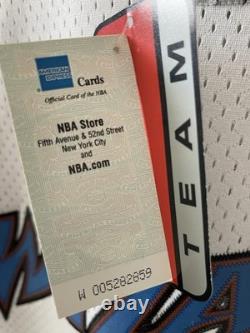 AMERICAN
EXPRESS
Cards
Official Card of the NBA
NBA Store
Fifth Avenue & 52nd Street
New York City
and
NBA.com
W 005282859
TEAM